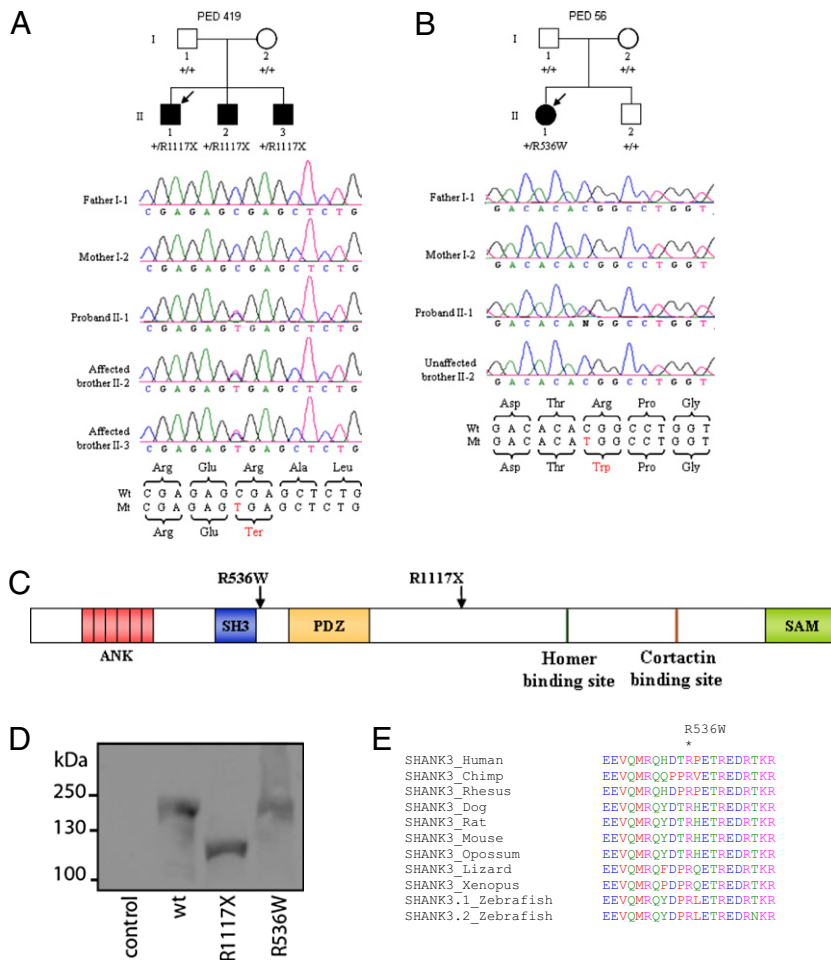 A
PED 419
I
1
2
+/+
+/+
II
1
2
3
+/R1117X
+/R1117X
+/R1117X
Father I-1
C G A G A G C G A G C T C T G
Mother I-2
C G A G A G C G A G C T C T G
Proband II-1
C G A G A G T G A G C T C T G
Affected
brother II-2
C G A G A G T G A G C T C T G
Affected
brother II-3
C G A G A G T G A G C T C T G
Arg Glu Arg Ala Leu
Wt C G A G A G C G A G C T C T G
Mt C G A G A G T G A G C T C T G
Arg Glu Ter
B
PED 56
I
1
2
+/+
+/+
II
1
2
+/R536W
+/+
Father I-1
G A C A C A C G G C C T G G T
Mother I-2
G A C A C A C G G C C T G G T
Proband II-1
G A C A C A N G G C C T G G T
Unaffected
brother II-2
G A C A C A C G G C C T G G T
Asp Thr Arg Pro Gly
Wt G A C A C A C G G C C T G G T
Mt G A C A C A T G G C C T G G T
Asp Thr Trp Pro Gly
C
R536W
R1117X
SH3
PDZ
SAM
ANK
Homer
binding site
Cortactin
binding site
D
kDa
250
130
100
control
wt
R1117X
R536W
E
R536W
*
SHANK3_Human EEVQMRQHDTRPETREDRTKR
SHANK3_Chimp EEVQMRQQPPRVETREDRTKR
SHANK3_Rhesus EEVQMRQHDPRPETREDRTKR
SHANK3_Dog EEVQMRQYDTRHETREDRTKR
SHANK3_Rat EEVQMRQYDTRHETREDRTKR
SHANK3_Mouse EEVQMRQYDTRHETREDRTKR
SHANK3_Opossum EEVQMRQYDTRHETREDRTKR
SHANK3_Lizard EEVQMRQFDPRQETREDRTKR
SHANK3_Xenopus EEVQMRQPDPRQETREDRTKR
SHANK3.1_Zebrafish EEVQMRQYDPRLETREDRTKR
SHANK3.2_Zebrafish EEVQMRQYDPRLETREDRNKR